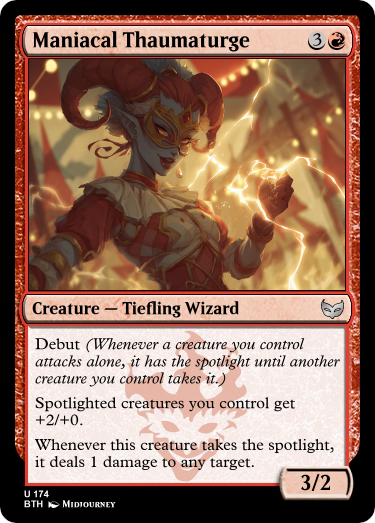 Maniacal Thaumaturge 3
Creature — Tiefling Wizard
Debut (Whenever a creature you control
attacks alone, it has the spotlight until another
creature you control takes it.)
Spotlighted creatures you control get
+2/+0.
Whenever this creature takes the spotlight,
it deals 1 damage to any target.
3/2
U 174
BTH Midjourney